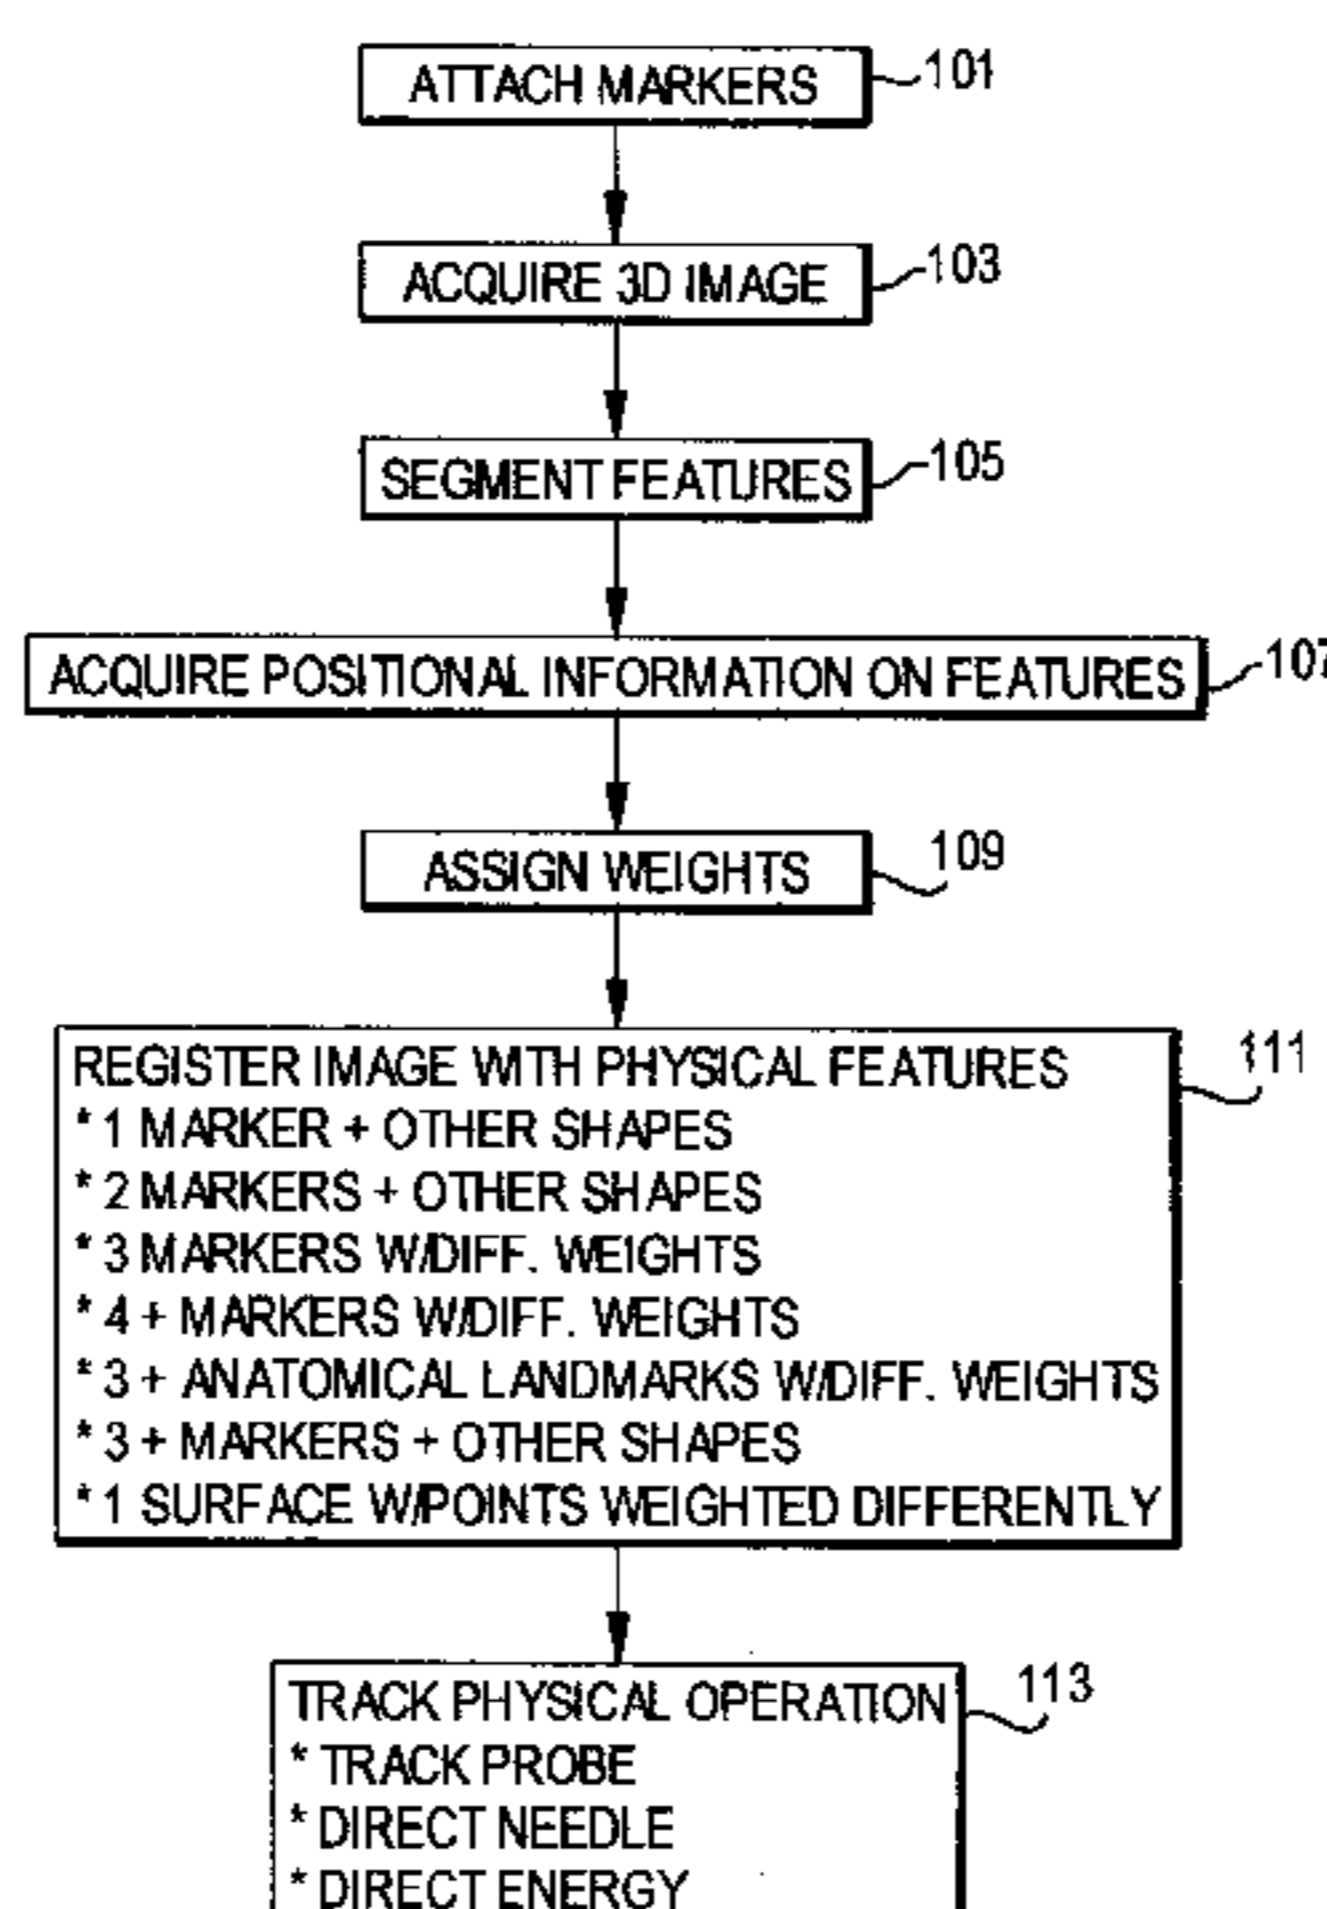 ATTACH MARKERS 101
ACQUIRE 3D IMAGE 103
SEGMENT FEATURES 105
ACQUIRE POSITIONAL INFORMATION ON FEATURES 107
ASSIGN WEIGHTS 109
REGISTER IMAGE WITH PHYSICAL FEATURES 111
* 1 MARKER + OTHER SHAPES
* 2 MARKERS + OTHER SHAPES
* 3 MARKERS W/DIFF. WEIGHTS
* 4 + MARKERS W/DIFF. WEIGHTS
* 3 + ANATOMICAL LANDMARKS W/DIFF. WEIGHTS
* 3 + MARKERS + OTHER SHAPES
* 1 SURFACE W/POINTS WEIGHTED DIFFERENTLY
TRACK PHYSICAL OPERATION 113
* TRACK PROBE
* DIRECT NEEDLE
* DIRECT ENERGY